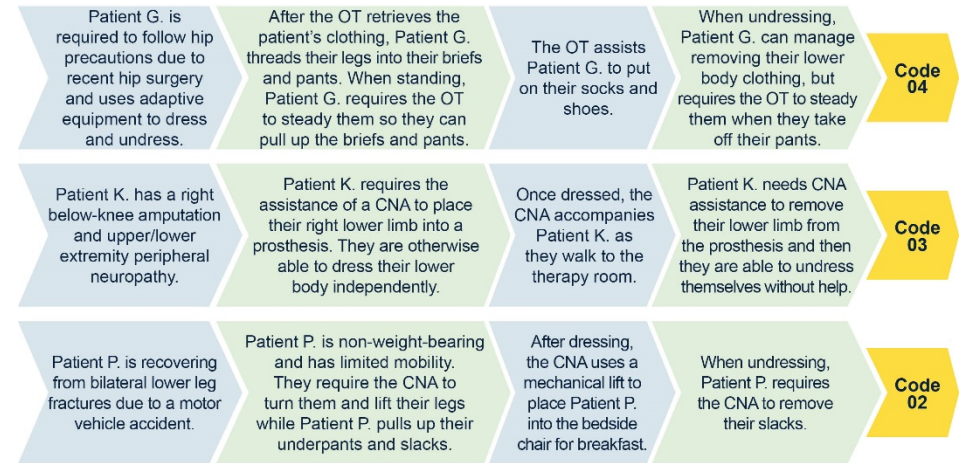 Patient G. is
required to follow hip
precautions due to
recent hip surgery
and uses adaptive
equipment to dress
and undress.
After the OT retrieves the
patient's clothing, Patient G.
threads their legs into their briefs
and pants. When standing,
Patient G. requires the OT
to steady them so they can
pull up the briefs and pants.
The OT assists
Patient G. to put
on their socks and
shoes.
When undressing,
Patient G. can manage
removing their lower
body clothing, but
requires the OT to steady
them when they take
off their pants.
Code
04
Patient K. has a right
below-knee amputation
and upper/lower
extremity peripheral
neuropathy.
Patient K. requires the
assistance of a CNA to place
their right lower limb into a
prosthesis. They are otherwise
able to dress their lower
body independently.
Once dressed, the
CNA accompanies
Patient K. as
they walk to the
therapy room.
Patient K. needs CNA
assistance to remove
their lower limb from
the prosthesis and then
they are able to undress
themselves without help.
Code
03
Patient P. is recovering
from bilateral lower leg
fractures due to a motor
vehicle accident.
Patient P. is non-weight-bearing
and has limited mobility.
They require the CNA to
turn them and lift their legs
while Patient P. pulls up their
underpants and slacks.
After dressing,
the CNA uses a
mechanical lift to
place Patient P.
into the bedside
chair for breakfast.
When undressing,
Patient P. requires
the CNA to remove
their slacks.
Code
02